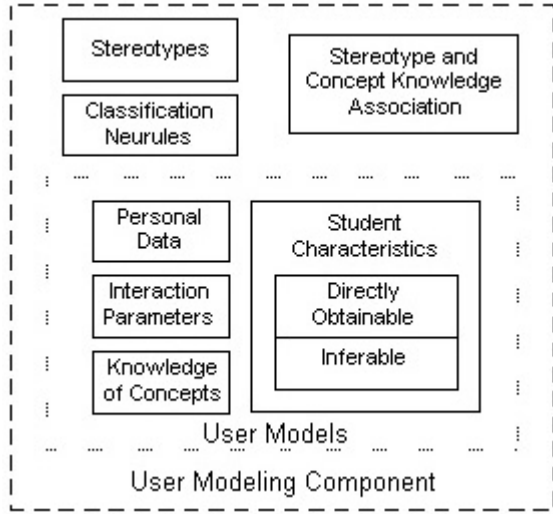 Stereotypes
Classification
Neurules
Stereotype and
Concept Knowledge
Association
Personal
Data
Interaction
Parameters
Knowledge
of Concepts
Student
Characteristics
Directly
Obtainable
Inferable
User Models
User Modeling Component